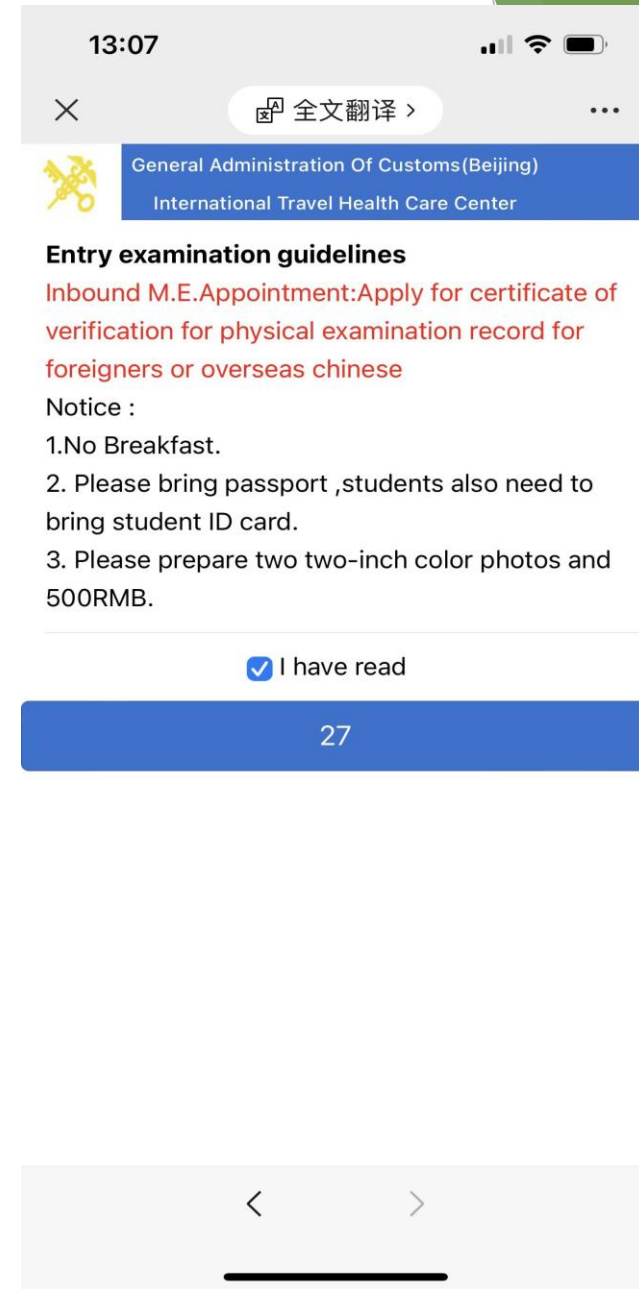 13:07
全文翻译 >
General Administration Of Customs(Beijing)
International Travel Health Care Center
Entry examination guidelines
Inbound M.E.Appointment:Apply for certificate of
verification for physical examination record for
foreigners or overseas chinese
Notice :
1.No Breakfast.
2. Please bring passport ,students also need to
bring student ID card.
3. Please prepare two two-inch color photos and
500RMB.
I have read
27